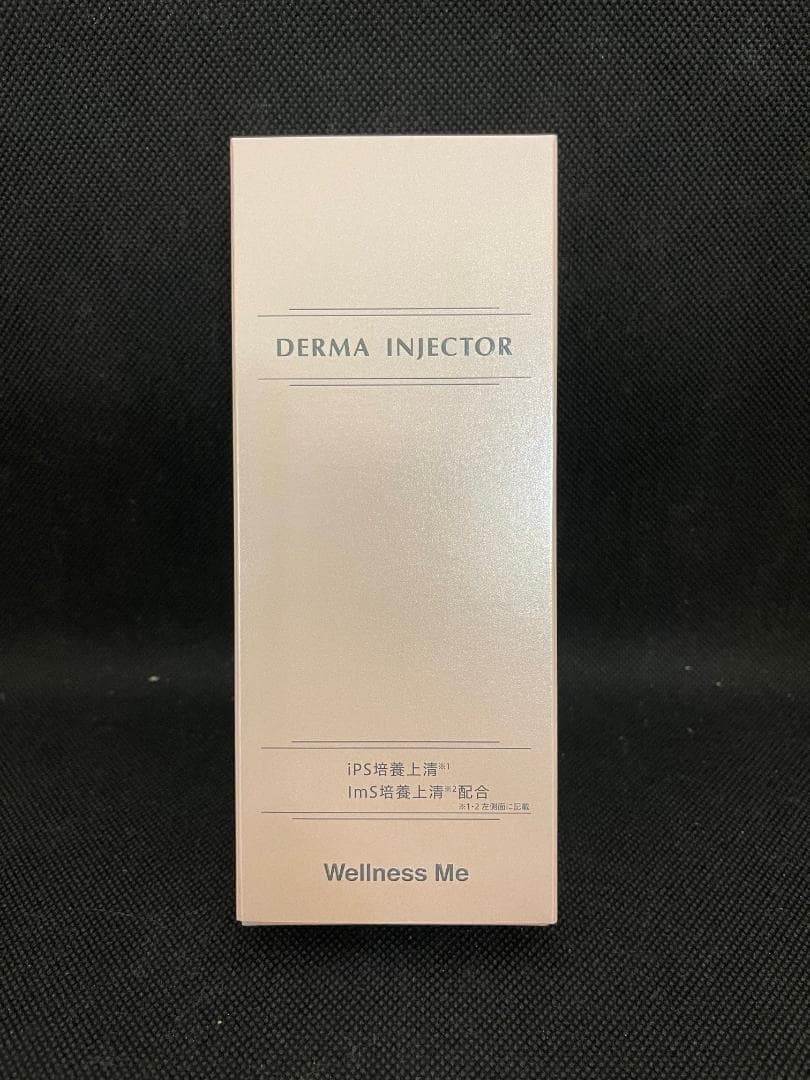 DERMA INJECTOR
iPS培養上清※1
ImS培養上清※2配合
※1・2 左側面に記載
Wellness Me